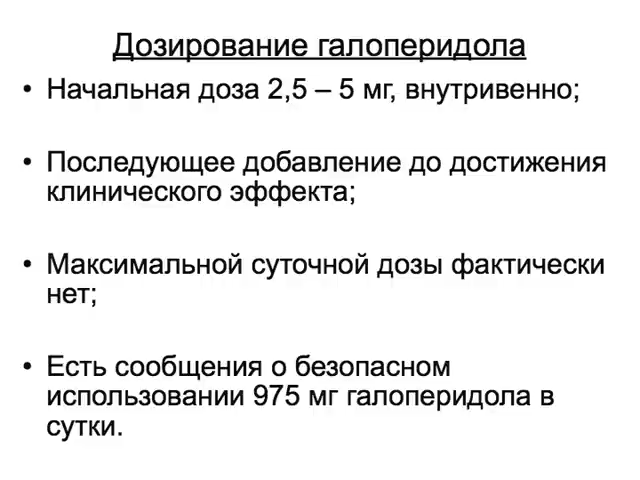 Дозирование галоперидола
• Начальная доза 2,5 – 5 мг, внутривенно;
• Последующее добавление до достижения
клинического эффекта;
• Максимальной суточной дозы фактически
нет;
• Есть сообщения о безопасном
использовании 975 мг галоперидола в
сутки.